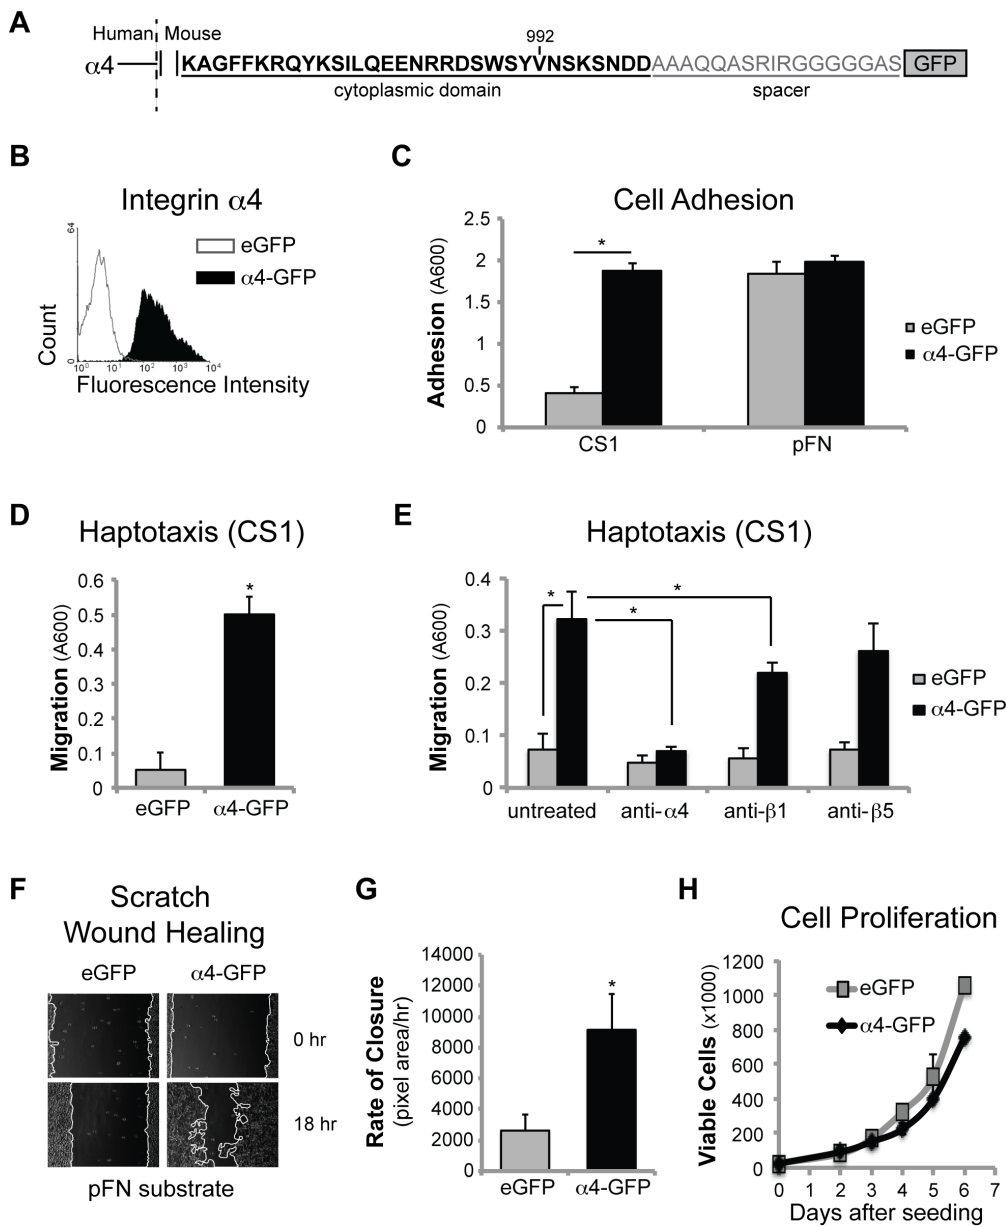 A
Human Mouse
992
α4 KAGFFKRQYKSILQEENRRDSWSYVNSKSNDDAAAQQASRIRGGGGGAS GFP
cytoplasmic domain spacer
B
Integrin α4
64
0
Count
eGFP
α4-GFP
10⁰ 10¹ 10² 10³ 10⁴
Fluorescence Intensity
C
Cell Adhesion
Adhesion (A600)
2.5
2
1.5
1
0.5
0
*
CS1 pFN
eGFP
α4-GFP
D
Haptotaxis (CS1)
Migration (A600)
0.6
0.5
0.4
0.3
0.2
0.1
0
*
eGFP α4-GFP
E
Haptotaxis (CS1)
Migration (A600)
0.4
0.3
0.2
0.1
0
*
*
*
untreated anti-α4 anti-β1 anti-β5
eGFP
α4-GFP
F
Scratch
Wound Healing
eGFP α4-GFP
0 hr
18 hr
pFN substrate
G
Rate of Closure
(pixel area/hr)
14000
12000
10000
8000
6000
4000
2000
0
*
eGFP α4-GFP
H
Cell Proliferation
Viable Cells (x1000)
1200
1000
800
600
400
200
0
eGFP
α4-GFP
0 1 2 3 4 5 6 7
Days after seeding